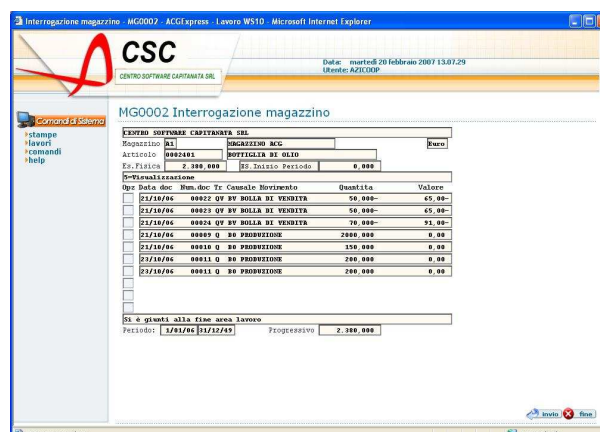 Interrogazione magazzino - MG0002 - ACGExpress - Lavoro WS10 - Microsoft Internet Explorer
CSC
CENTRO SOFTWARE CAPITANATA SRL
Data: martedì 20 febbraio 2007 13.07.29
Utente: AZICOOP
Comandi di Sistema
stampe
lavori
comandi
help
MG0002 Interrogazione magazzino
CENTRO SOFTWARE CAPITANATA SRL
Magazzino A1 MAGAZZINO ACG Euro
Articolo 0002401 BOTTIGLIA DI OLIO
Es.Fisica 2.380,000 ES.Inizio Periodo 0,000
5=Visualizzazione
Opz Data doc Num.doc Tr Causale Movimento Quantita Valore
21/10/06 00022 QV BV BOLLA DI VENDITA 50,000- 65,00-
21/10/06 00023 QV BV BOLLA DI VENDITA 50,000- 65,00-
21/10/06 00024 QV BV BOLLA DI VENDITA 70,000- 91,00-
21/10/06 00009 Q BO PRODUZIONE 2000,000 0,00
21/10/06 00010 Q BO PRODUZIONE 150,000 0,00
23/10/06 00011 Q BO PRODUZIONE 200,000 0,00
23/10/06 00011 Q BO PRODUZIONE 200,000 0,00
Si è giunti alla fine area lavoro
Periodo: 1/01/06 31/12/49 Progressivo 2.380,000
invio fine